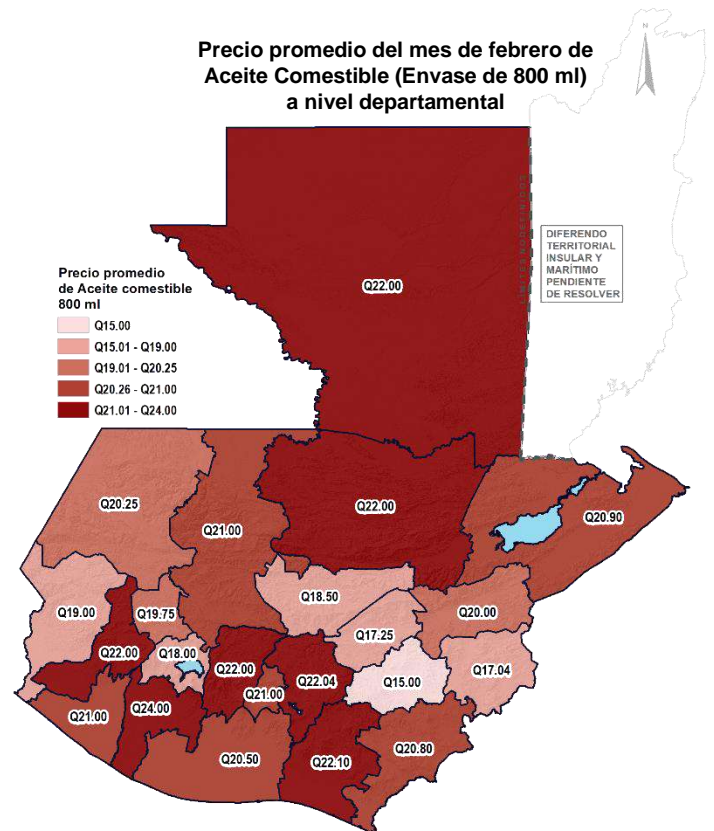 Precio promedio del mes de febrero de
Aceite Comestible (Envase de 800 ml)
a nivel departamental
N
DIFERENDO
TERRITORIAL
INSULAR Y
MARÍTIMO
PENDIENTE
DE RESOLVER
Precio promedio
de Aceite comestible
800 ml
Q15.00
Q15.01 - Q19.00
Q19.01 - Q20.25
Q20.26 - Q21.00
Q21.01 - Q24.00
Q22.00
Q20.25
Q21.00
Q22.00
Q20.90
Q19.00
Q22.00
Q19.75
Q18.00
Q18.50
Q17.25
Q20.00
Q17.04
Q21.00
Q24.00
Q22.00
Q21.00
Q22.04
Q15.00
Q20.50
Q22.10
Q20.80